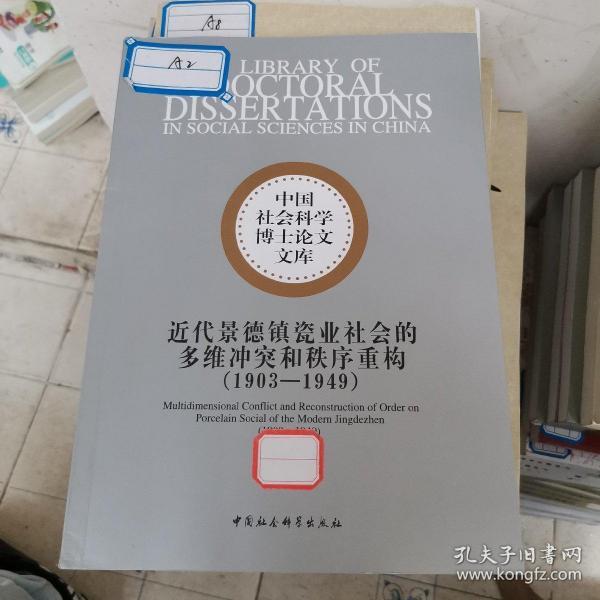 A8
A2
LIBRARY OF
DOCTORAL
DISSERTATIONS
IN SOCIAL SCIENCES IN CHINA
中国
社会科学
博士论文
文库
近代景德镇瓷业社会的
多维冲突和秩序重构
(1903—1949)
Multidimensional Conflict and Reconstruction of Order on
Porcelain Social of the Modern Jingdezhen
中国社会科学出版社
孔夫子旧书网
www.kongfz.com